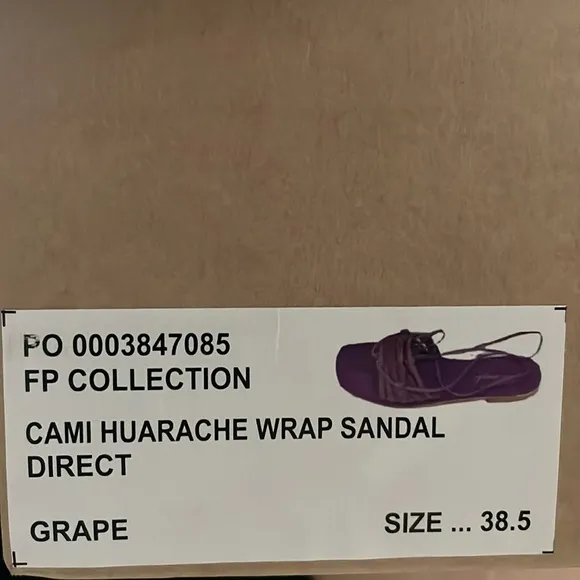 PO 0003847085
FP COLLECTION
CAMI HUARACHE WRAP SANDAL
DIRECT
GRAPE
SIZE ... 38.5